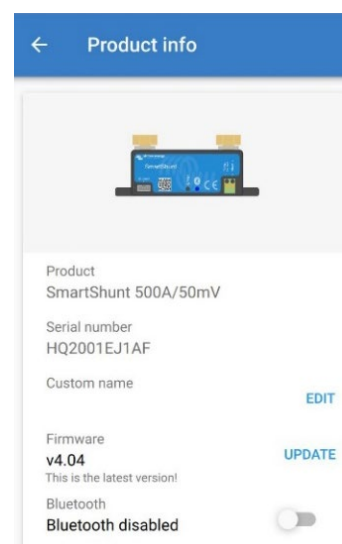 Product info
SmartShunt
Product
SmartShunt 500A/50mV
Serial number
HQ2001EJ1AF
Custom name
EDIT
Firmware
v4.04
UPDATE
This is the latest version!
Bluetooth
Bluetooth disabled